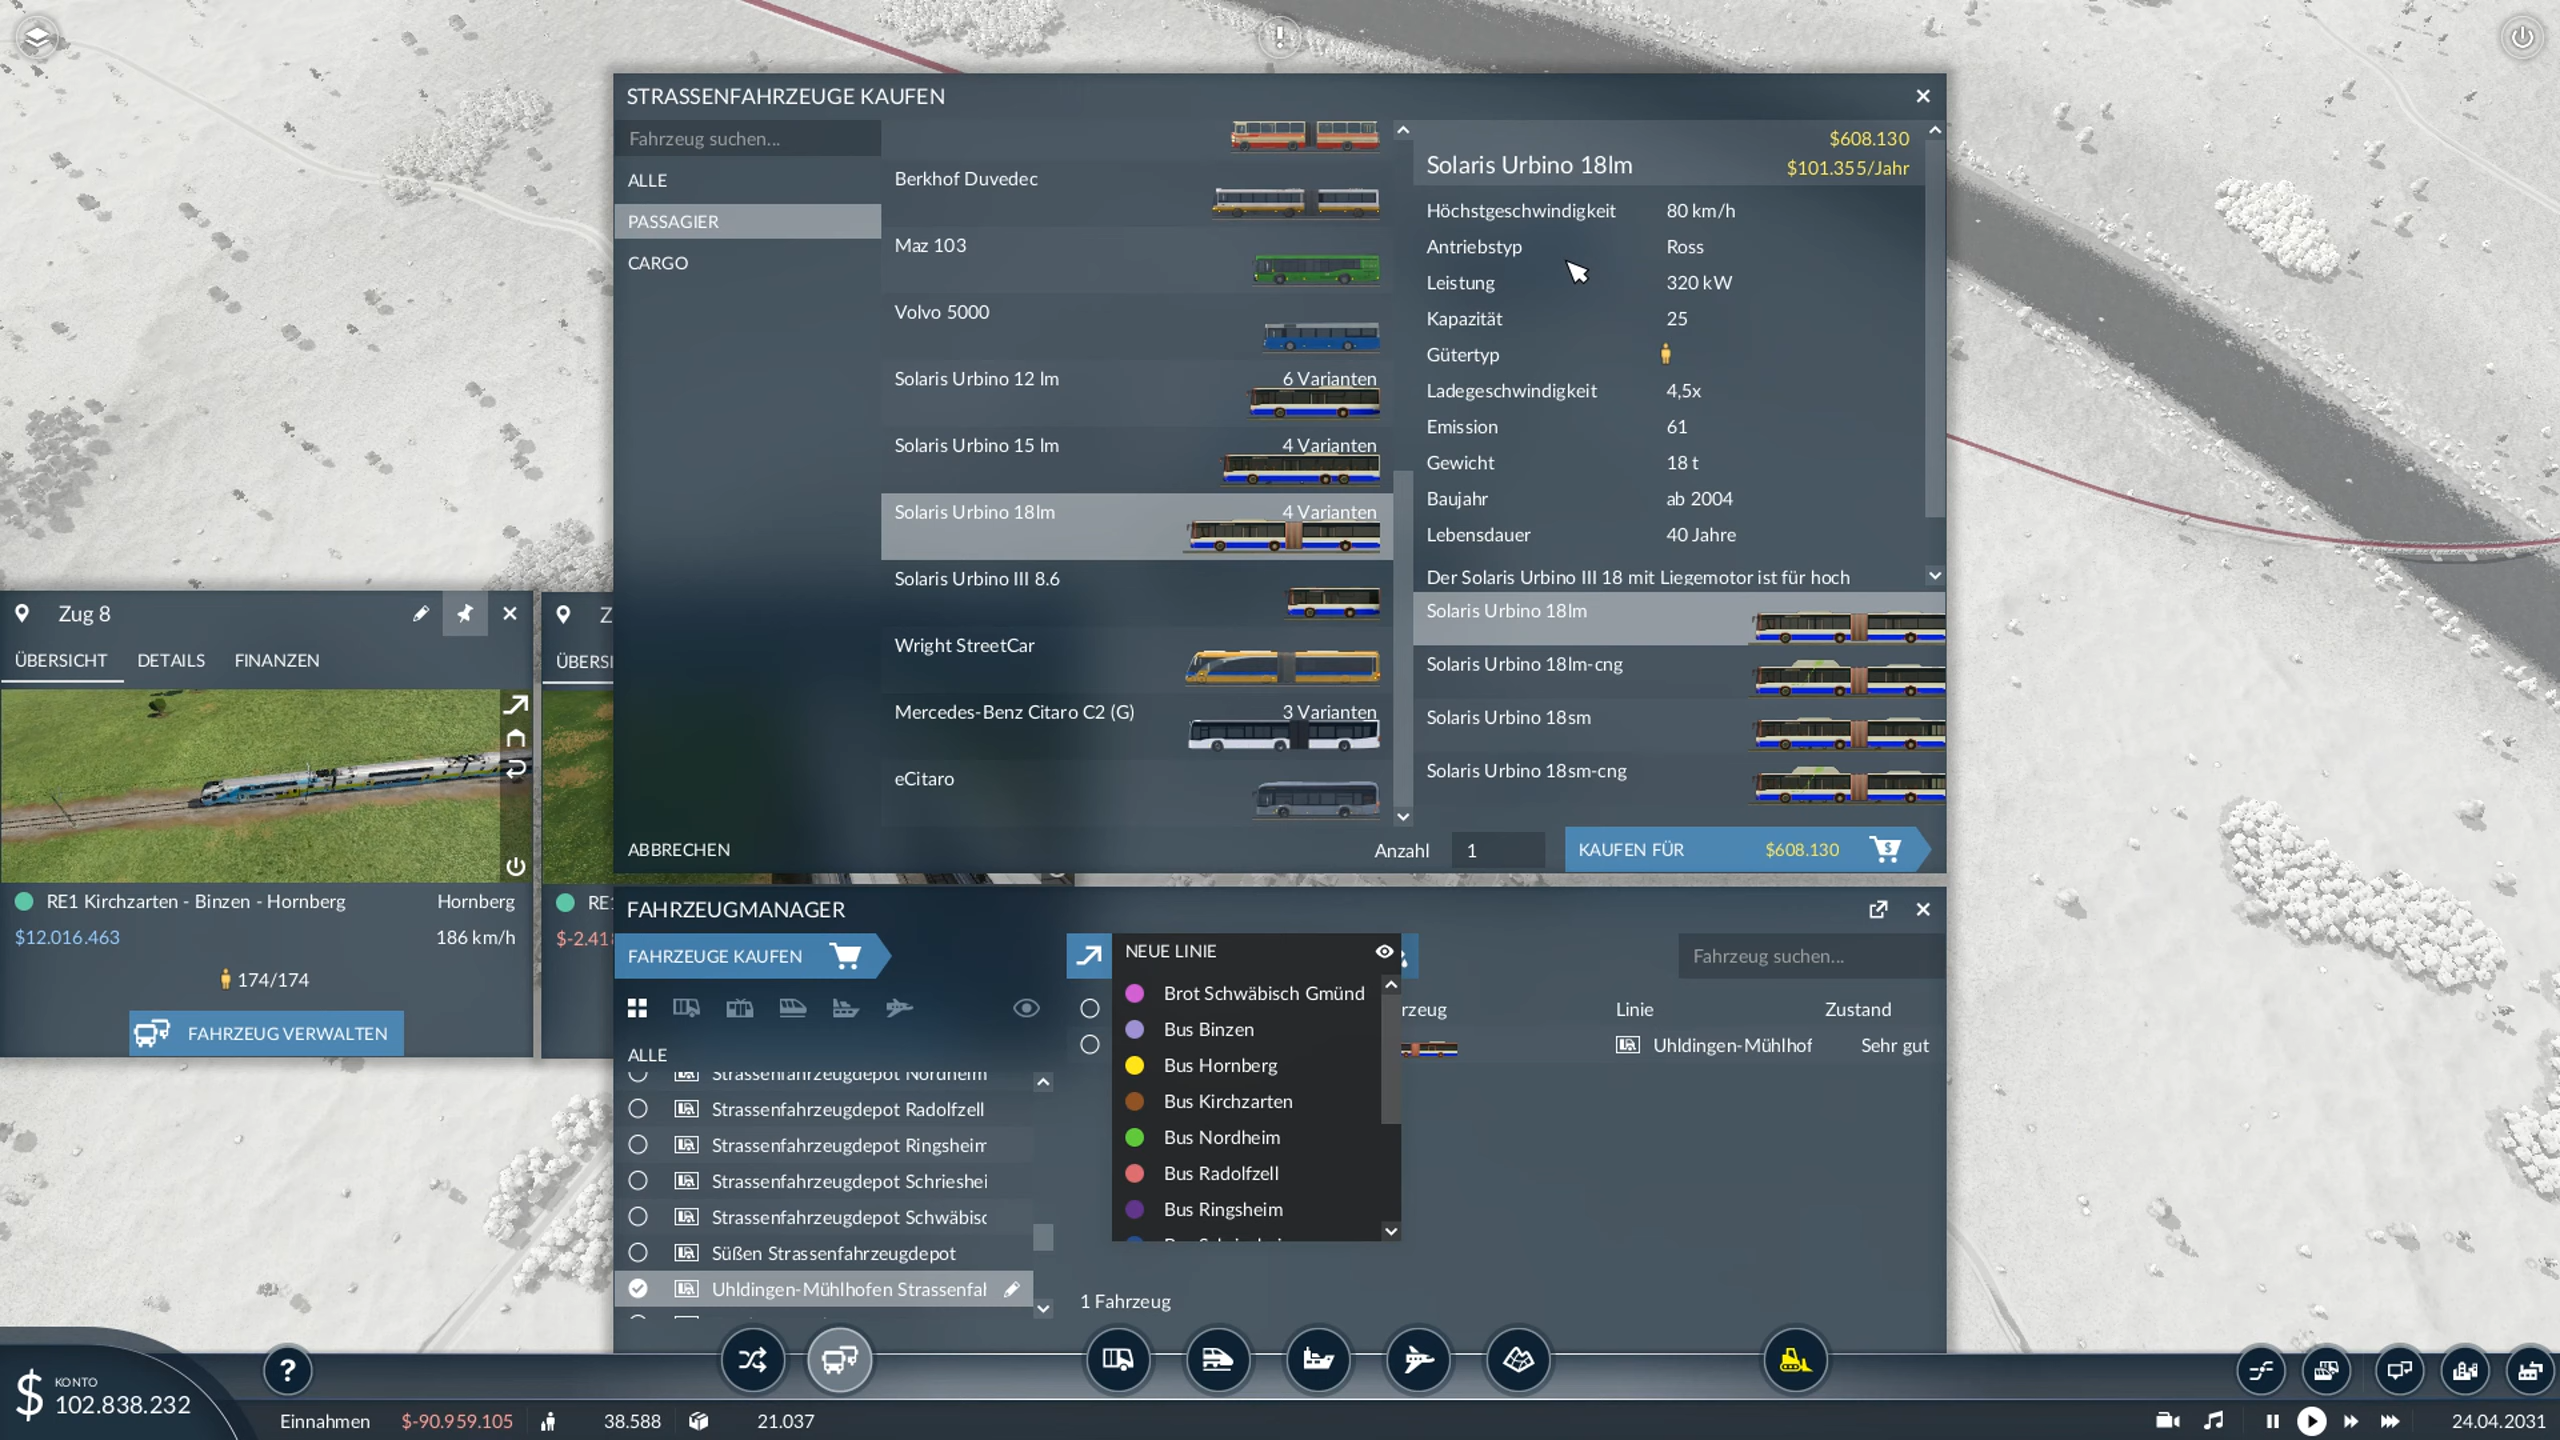 STRASSENFAHRZEUGE KAUFEN
Fahrzeug suchen...
ALLE
PASSAGIER
CARGO
Berkhof Duvedec
Maz 103
Volvo 5000
Solaris Urbino 12 lm
6 Varianten
Solaris Urbino 15 lm
4 Varianten
Solaris Urbino 18lm
4 Varianten
Solaris Urbino III 8.6
Wright StreetCar
Mercedes-Benz Citaro C2 (G)
3 Varianten
eCitaro
$608.130
Solaris Urbino 18lm
$101.355/Jahr
Höchstgeschwindigkeit 80 km/h
Antriebstyp Ross
Leistung 320 kW
Kapazität 25
Gütertyp
Ladegeschwindigkeit 4,5x
Emission 61
Gewicht 18 t
Baujahr ab 2004
Lebensdauer 40 Jahre
Der Solaris Urbino III 18 mit Liegemotor ist für hoch
Solaris Urbino 18lm
Solaris Urbino 18lm-cng
Solaris Urbino 18sm
Solaris Urbino 18sm-cng
ABBRECHEN
Anzahl 1
KAUFEN FÜR $608.130
Zug 8
ÜBERSICHT DETAILS FINANZEN
RE1 Kirchzarten - Binzen - Hornberg Hornberg
$12.016.463 186 km/h
174/174
FAHRZEUG VERWALTEN
Z
ÜBERSI
RE1
$-2.41
FAHRZEUGMANAGER
FAHRZEUGE KAUFEN
ALLE
Strassenfahrzeugdepot Nordheim
Strassenfahrzeugdepot Radolfzell
Strassenfahrzeugdepot Ringsheim
Strassenfahrzeugdepot Schrieshei
Strassenfahrzeugdepot Schwäbisc
Süßen Strassenfahrzeugdepot
Uhldingen-Mühlhofen Strassenfal
NEUE LINIE
Brot Schwäbisch Gmünd
Bus Binzen
Bus Hornberg
Bus Kirchzarten
Bus Nordheim
Bus Radolfzell
Bus Ringsheim
Fahrzeug suchen...
rzeug Linie Zustand
Uhldingen-Mühlhof Sehr gut
1 Fahrzeug
?
$ KONTO
102.838.232
Einnahmen $-90.959.105 38.588 21.037
24.04.2031